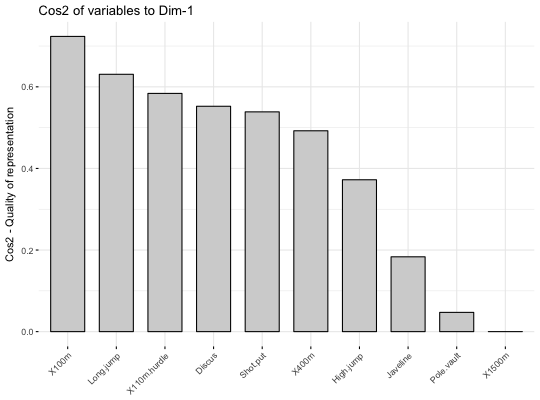 Cos2 of variables to Dim-1
Cos2 - Quality of representation
0.6
0.4
0.2
0.0
X100m
Long.jump
X110m.hurdle
Discus
Shot.put
X400m
High.jump
Javeline
Pole.vault
X1500m